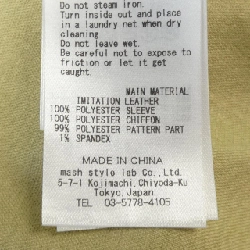 Do not steam iron.
Turn inside out and place
in a laundry net when dry
cleaning
Do not leave wet.
Be careful not to expose to
friction or let it get
caught.
MAIN MATERIAL
IMITATION LEATHER
100% POLYESTER SLEEVE
100% POLYESTER CHIFFON
99% POLYESTER PATTERN PART
1% SPANDEX
MADE IN CHINA
mash style lab Co., Ltd.
5-7-1 Kojimachi, Chiyoda-Ku
Tokyo, Japan
TEL 03-5778-4105